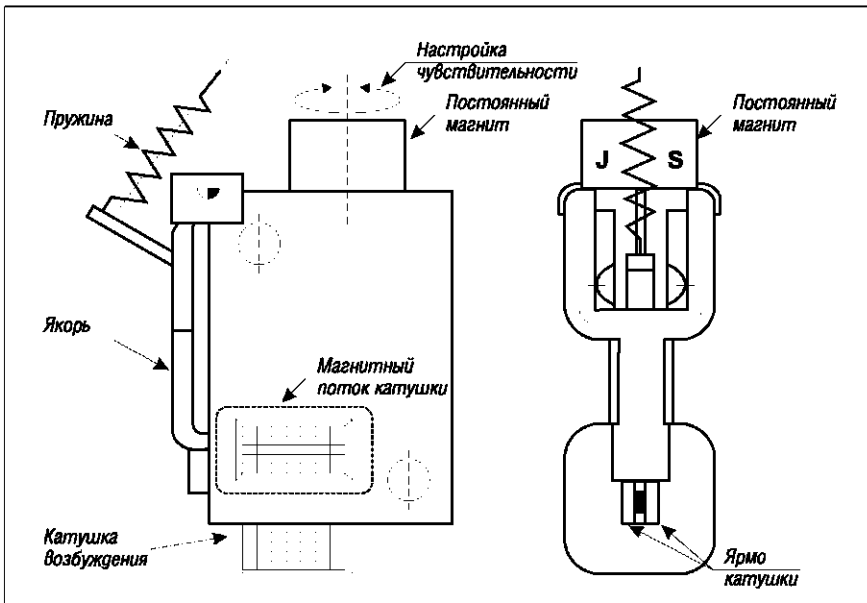 Настройка
чувствительности
Пружина
Постоянный
магнит
Постоянный
магнит
J S
Якорь
Магнитный
поток катушки
Катушка
возбуждения
Ярмо
катушки